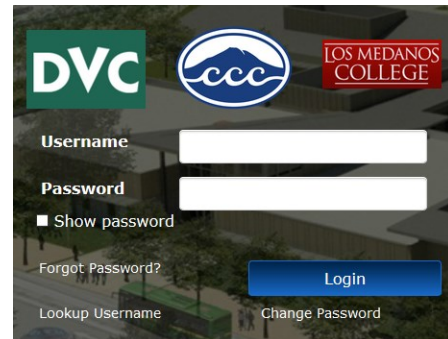 DVC
ccc
LOS MEDANOS
COLLEGE
Username
Password
Show password
Forgot Password?
Login
Lookup Username
Change Password